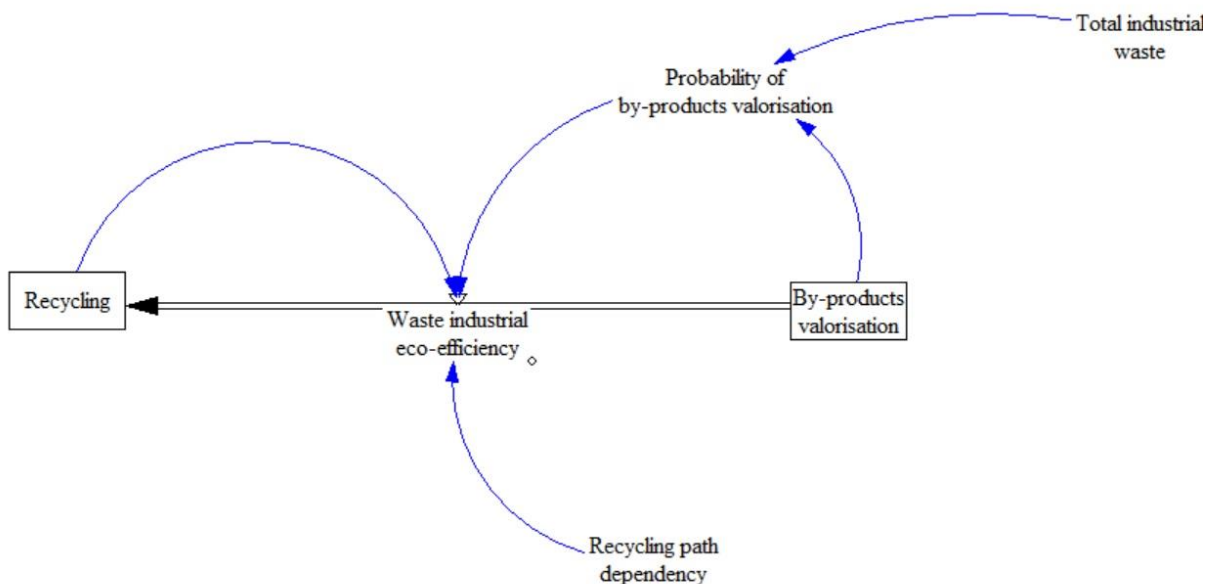 Total industrial
waste
Probability of
by-products valorisation
Recycling
By-products
valorisation
Waste industrial
eco-efficiency
Recycling path
dependency